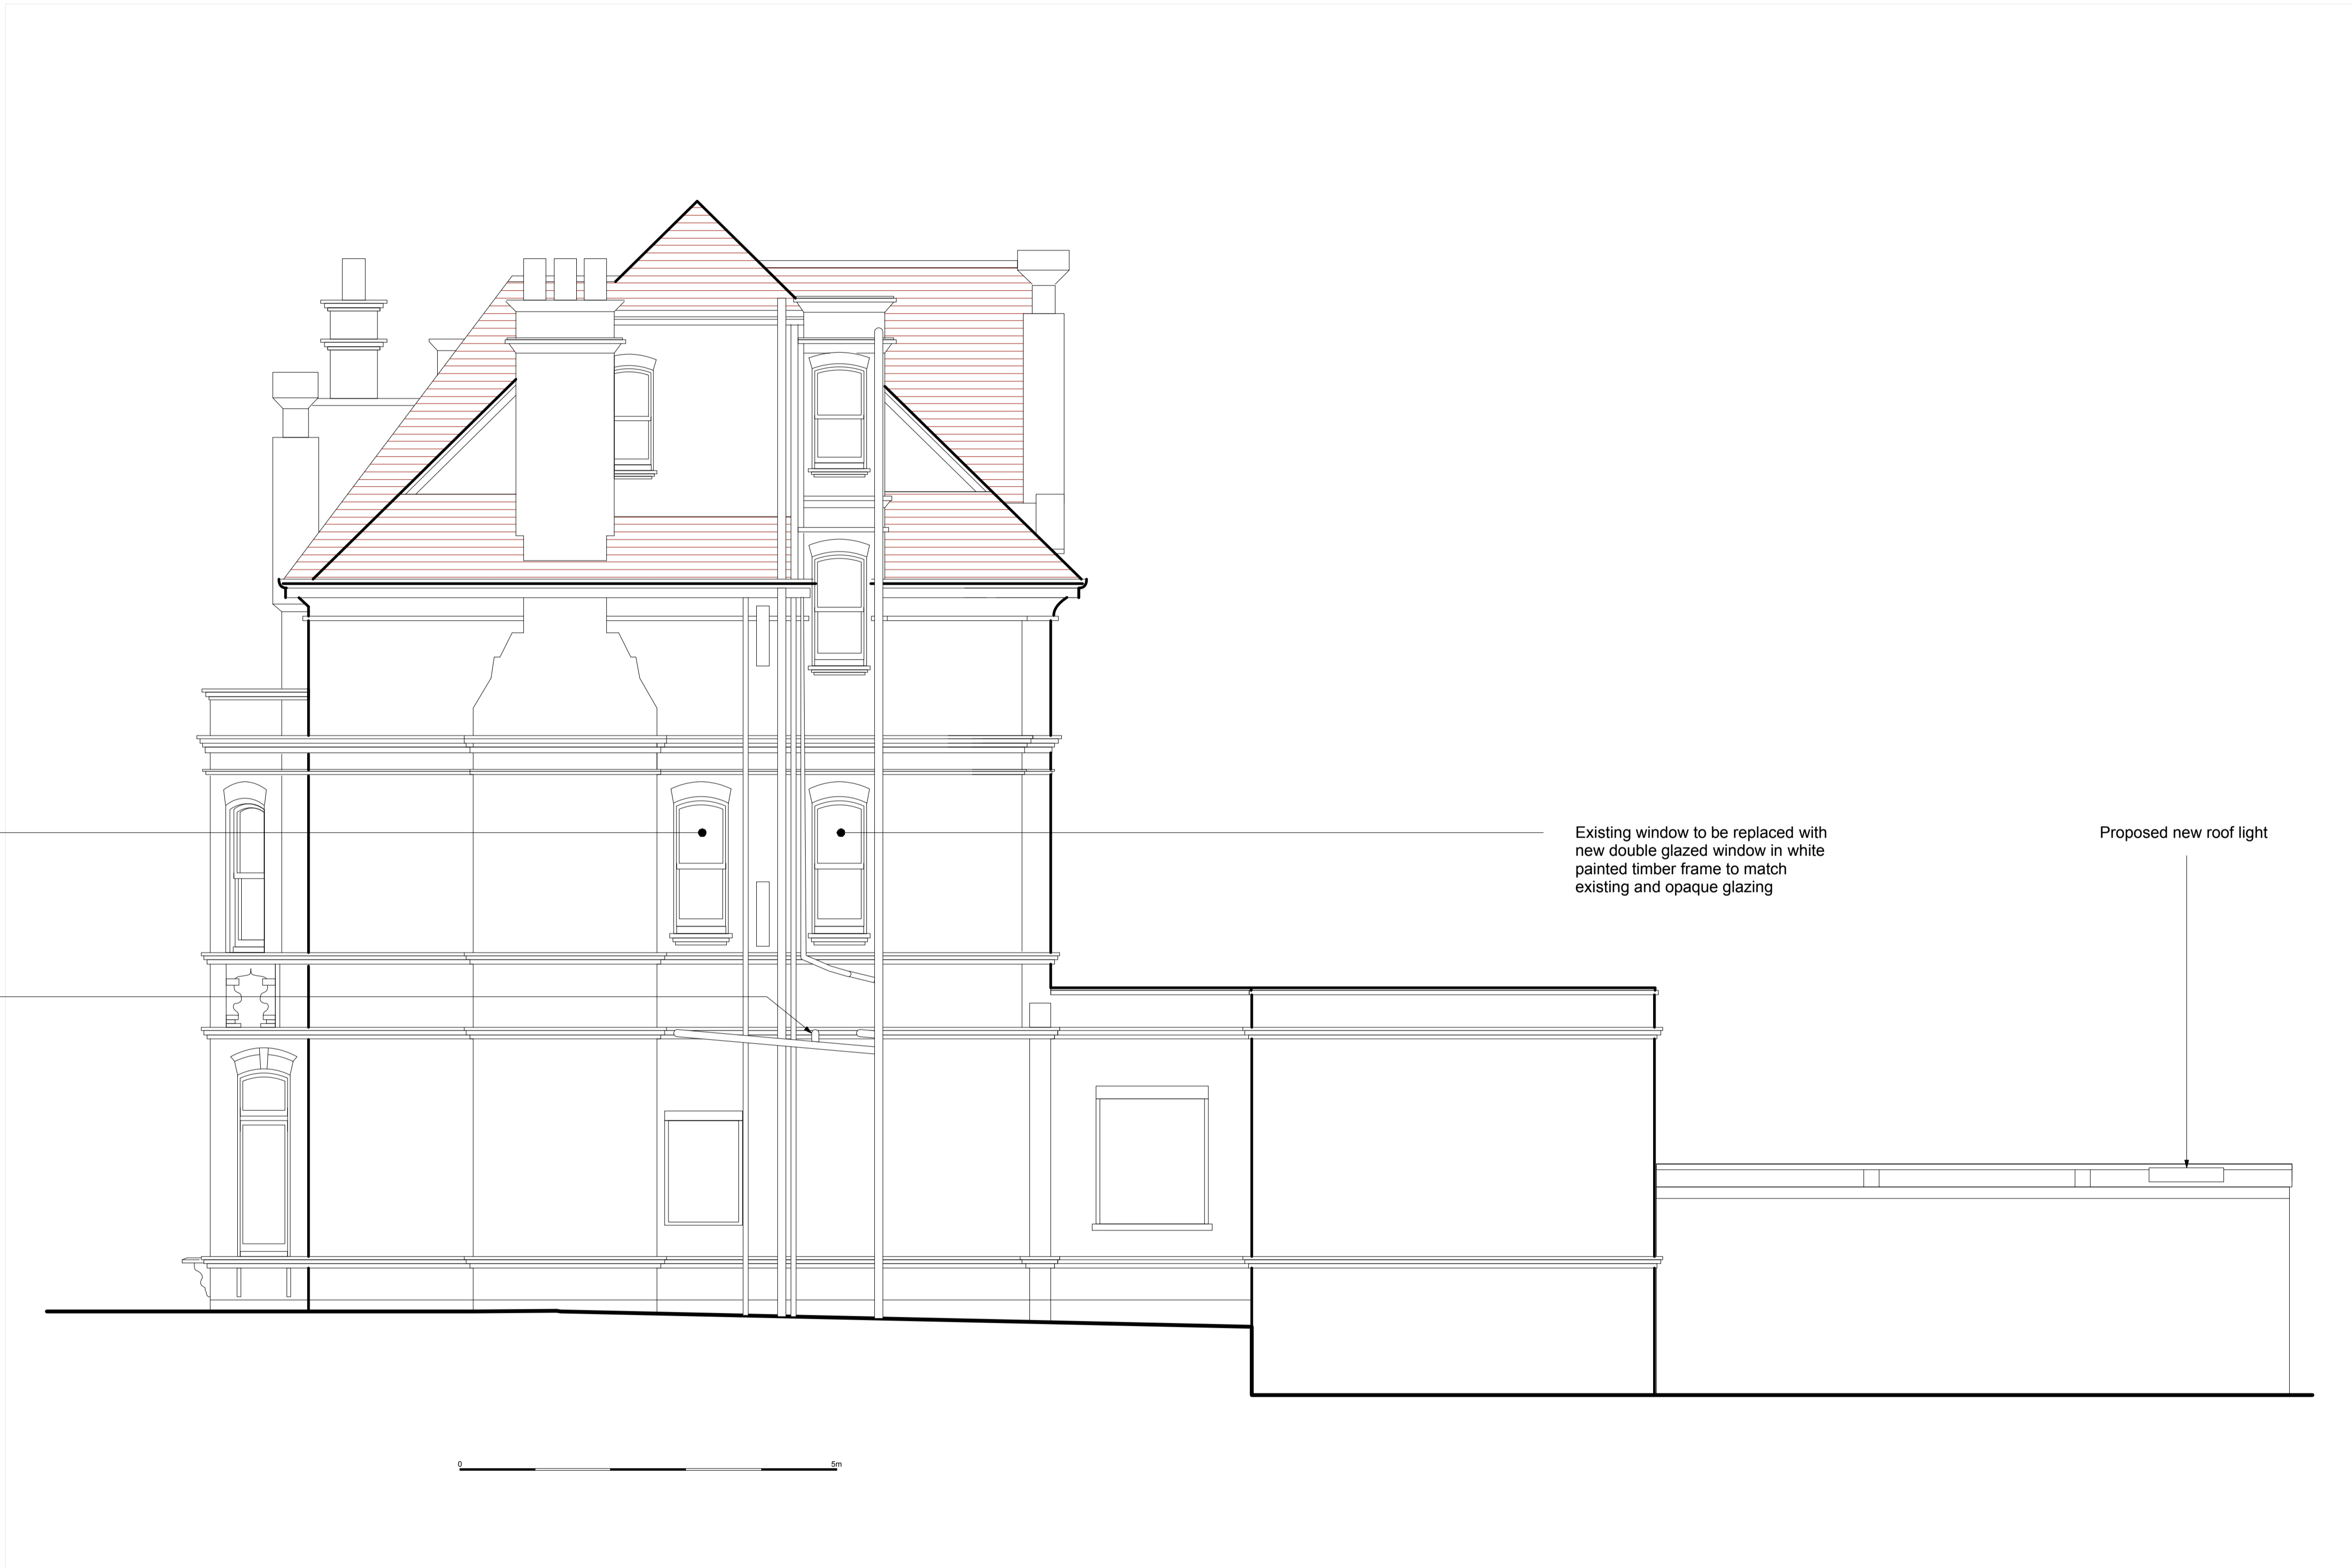 Existing window to be replaced with
new double glazed window in white
painted timber frame to match
existing and opaque glazing
Proposed new roof light
0
5m